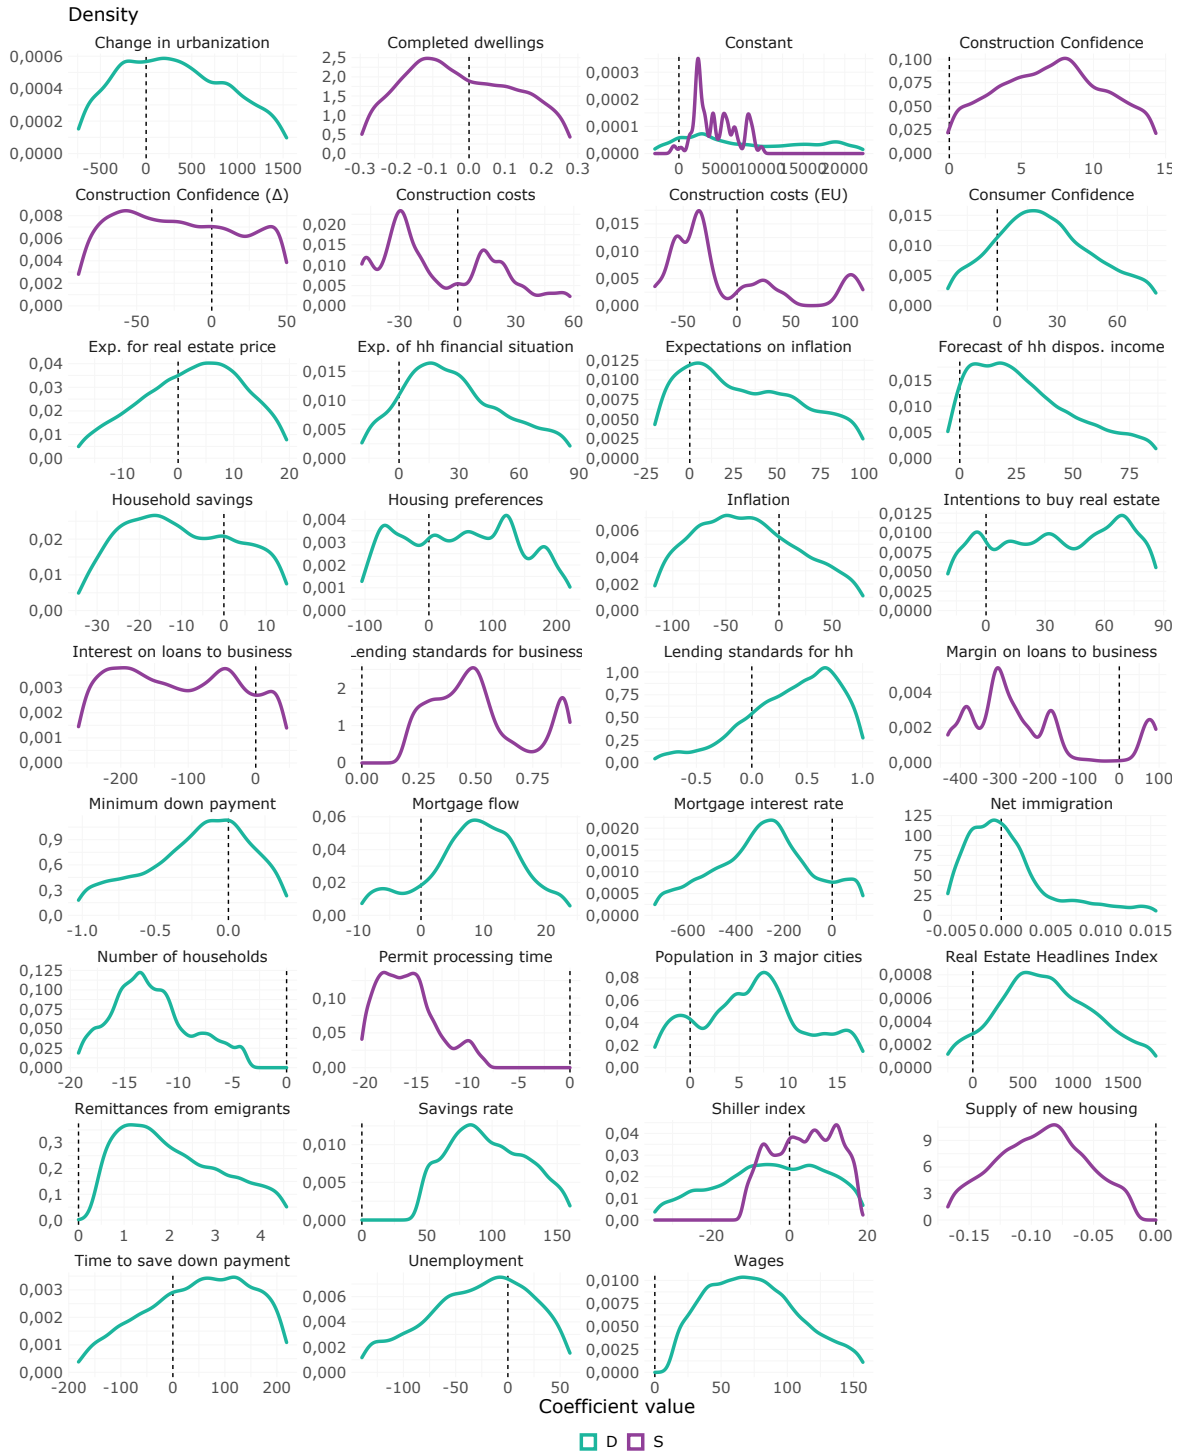 Density
Change in urbanization
Completed dwellings
Constant
Construction Confidence
0,0006
0,0004
0,0002
0,0000
-500 0 500 1000 1500
2,5
2,0
1,5
1,0
0,5
0,0
-0.3 -0.2 -0.1 0.0 0.1 0.2 0.3
0,0003
0,0002
0,0001
0,0000
0 5000 10000 15000 20000
0,100
0,075
0,050
0,025
0,000
0 5 10 15
Construction Confidence (Δ)
Construction costs
Construction costs (EU)
Consumer Confidence
0,008
0,006
0,004
0,002
0,000
-50 0 50
0,020
0,015
0,010
0,005
0,000
-30 0 30 60
0,015
0,010
0,005
0,000
-50 0 50 100
0,015
0,010
0,005
0,000
0 30 60
Exp. for real estate price
Exp. of hh financial situation
Expectations on inflation
Forecast of hh dispos. income
0,04
0,03
0,02
0,01
0,00
-10 0 10 20
0,015
0,010
0,005
0,000
0 30 60 90
0,0125
0,0100
0,0075
0,0050
0,0025
0,0000
-25 0 25 50 75 100
0,015
0,010
0,005
0,000
0 25 50 75
Household savings
Housing preferences
Inflation
Intentions to buy real estate
0,02
0,01
0,00
-30 -20 -10 0 10
0,004
0,003
0,002
0,001
0,000
-100 0 100 200
0,006
0,004
0,002
0,000
-100 -50 0 50
0,0125
0,0100
0,0075
0,0050
0,0025
0,0000
0 30 60 90
Interest on loans to business
Lending standards for business
Lending standards for hh
Margin on loans to business
0,003
0,002
0,001
0,000
-200 -100 0
2
1
0
0.00 0.25 0.50 0.75
1,00
0,75
0,50
0,25
0,00
-0.5 0.0 0.5 1.0
0,004
0,002
0,000
-400 -300 -200 -100 0 100
Minimum down payment
Mortgage flow
Mortgage interest rate
Net immigration
0,9
0,6
0,3
0,0
-1.0 -0.5 0.0
0,06
0,04
0,02
0,00
-10 0 10 20
0,0020
0,0015
0,0010
0,0005
0,0000
-600 -400 -200 0
125
100
75
50
25
0
-0.005 0.000 0.005 0.010 0.015
Number of households
Permit processing time
Population in 3 major cities
Real Estate Headlines Index
0,125
0,100
0,075
0,050
0,025
0,000
-20 -15 -10 -5 0
0,10
0,05
0,00
-20 -15 -10 -5 0
0,08
0,06
0,04
0,02
0,00
0 5 10 15
0,0008
0,0006
0,0004
0,0002
0,0000
0 500 1000 1500
Remittances from emigrants
Savings rate
Shiller index
Supply of new housing
0,3
0,2
0,1
0,0
0 1 2 3 4
0,010
0,005
0,000
0 50 100 150
0,04
0,03
0,02
0,01
0,00
-20 0 20
9
6
3
0
-0.15 -0.10 -0.05 0.00
Time to save down payment
Unemployment
Wages
0,003
0,002
0,001
0,000
-200 -100 0 100 200
0,006
0,004
0,002
0,000
-100 -50 0 50
0,0100
0,0075
0,0050
0,0025
0,0000
0 50 100 150
Coefficient value
D S